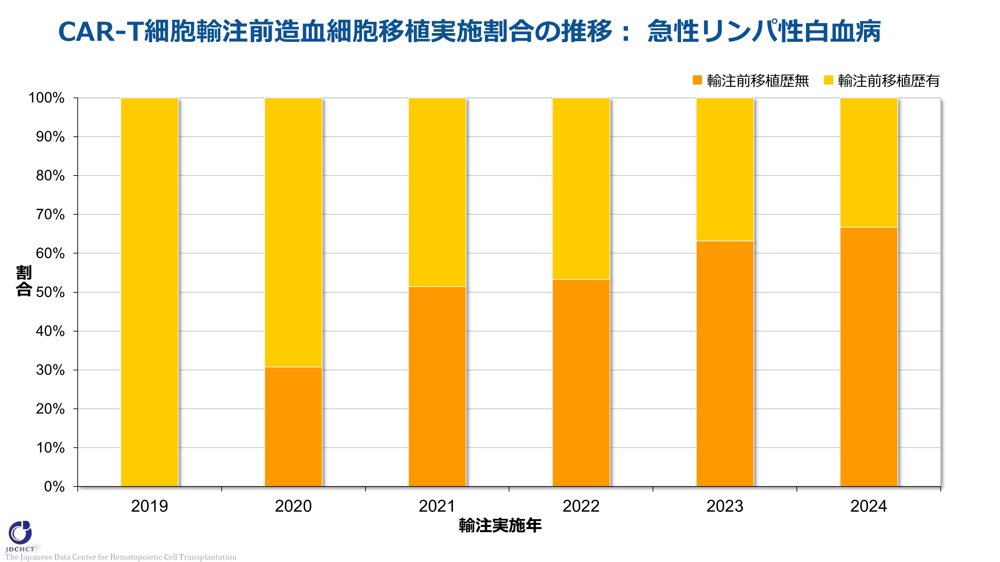 CAR-T細胞輸注前造血細胞移植実施割合の推移： 急性リンパ性白血病
輸注前移植歴無 輸注前移植歴有
100%
90%
80%
70%
60%
50%
40%
30%
20%
10%
0%
割合
2019 2020 2021 2022 2023 2024
輸注実施年
JDCHCT
The Japanese Data Center for Hematopoietic Cell Transplantation